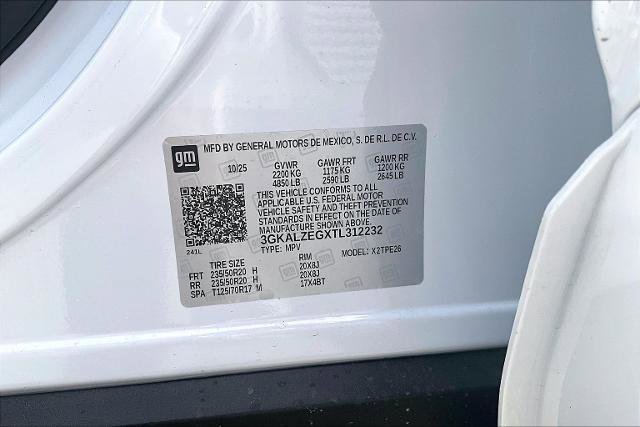 MFD BY GENERAL MOTORS DE MEXICO, S. DE R.L. DE C.V.
gm
10/25 GVWR GAWR FRT GAWR RR
2200 KG 1175 KG 1200 KG
4850 LB 2590 LB 2645 LB
THIS VEHICLE CONFORMS TO ALL
APPLICABLE U.S. FEDERAL MOTOR
VEHICLE SAFETY AND THEFT PREVENTION
STANDARDS IN EFFECT ON THE DATE OF
MANUFACTURE SHOWN ABOVE.
3GKALZEGXTL312232
241L TYPE: MPV MODEL: X2TPE26
TIRE SIZE RIM
FRT 235/50R20 H 20X8J
RR 235/50R20 H 20X8J
SPA T125/70R17 M 17X4BT